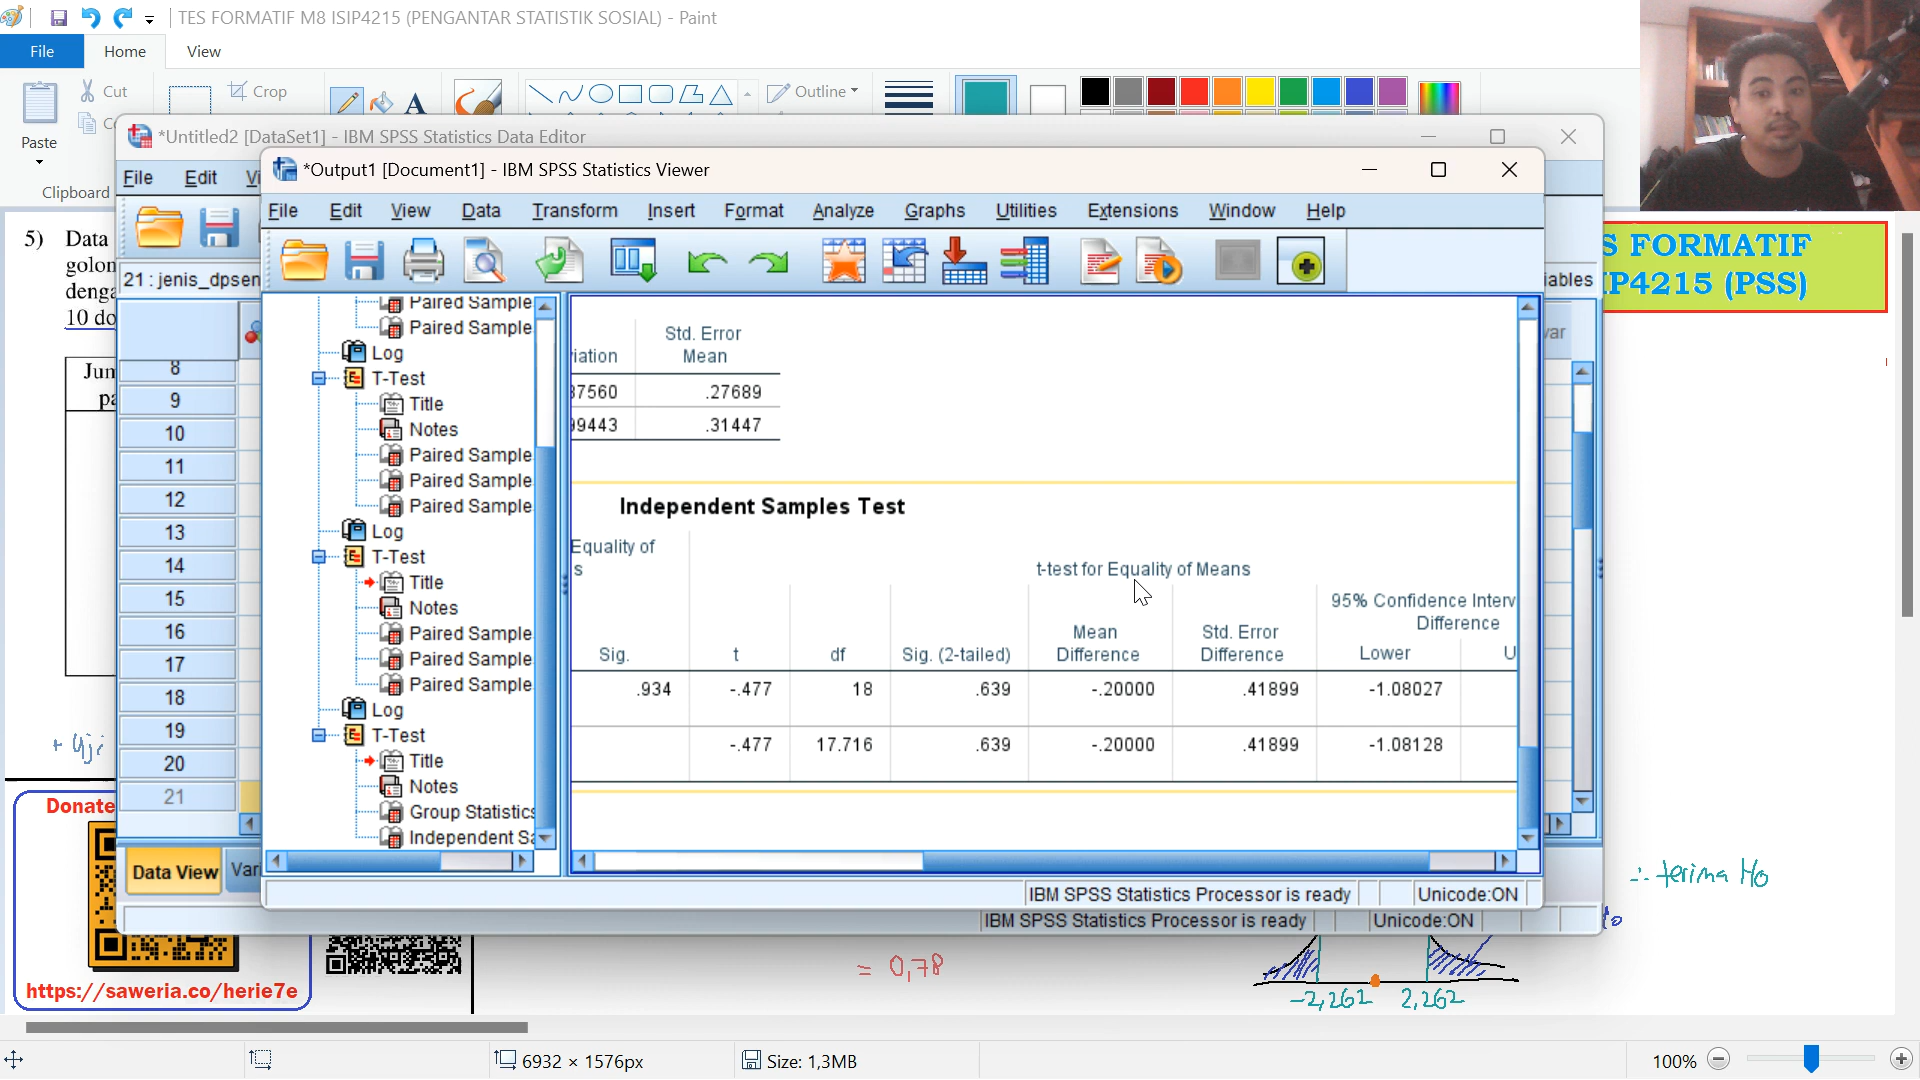 TES FORMATIF M8 ISIP4215 (PENGANTAR STATISTIK SOSIAL) - Paint
File
Home
View
Paste
Cut
Crop
Clipboard
Outline
*Untitled2 [DataSet1] - IBM SPSS Statistics Data Editor
File
Edit
21 : jenis_dpsen
*Output1 [Document1] - IBM SPSS Statistics Viewer
File
Edit
View
Data
Transform
Insert
Format
Analyze
Graphs
Utilities
Extensions
Window
Help
5) Data
golon
denga
10 do
Jum
pa
8
9
10
11
12
13
14
15
16
17
18
19
20
21
Data View
Vari
Paired Sample
Paired Sample
Log
T-Test
Title
Notes
Paired Sample
Paired Sample
Paired Sample
Log
T-Test
Title
Notes
Paired Sample
Paired Sample
Paired Sample
Log
T-Test
Title
Notes
Group Statistics
Independent Sa
iation
Std. Error
Mean
37560 .27689
99443 .31447
Independent Samples Test
Equality of
s
t-test for Equality of Means
95% Confidence Interv
Difference
Sig. t df Sig. (2-tailed) Mean Difference Std. Error Difference Lower U
.934 -.477 18 .639 -.20000 .41899 -1.08027
-.477 17.716 .639 -.20000 .41899 -1.08128
IBM SPSS Statistics Processor is ready
Unicode:ON
IBM SPSS Statistics Processor is ready
Unicode:ON
S FORMATIF
IP4215 (PSS)
iables
var
+ Uji
Donate
https://saweria.co/herie7e
= 0,78
∴ terima Ho
-2,262 2,262
6932 × 1576px
Size: 1,3MB
100%